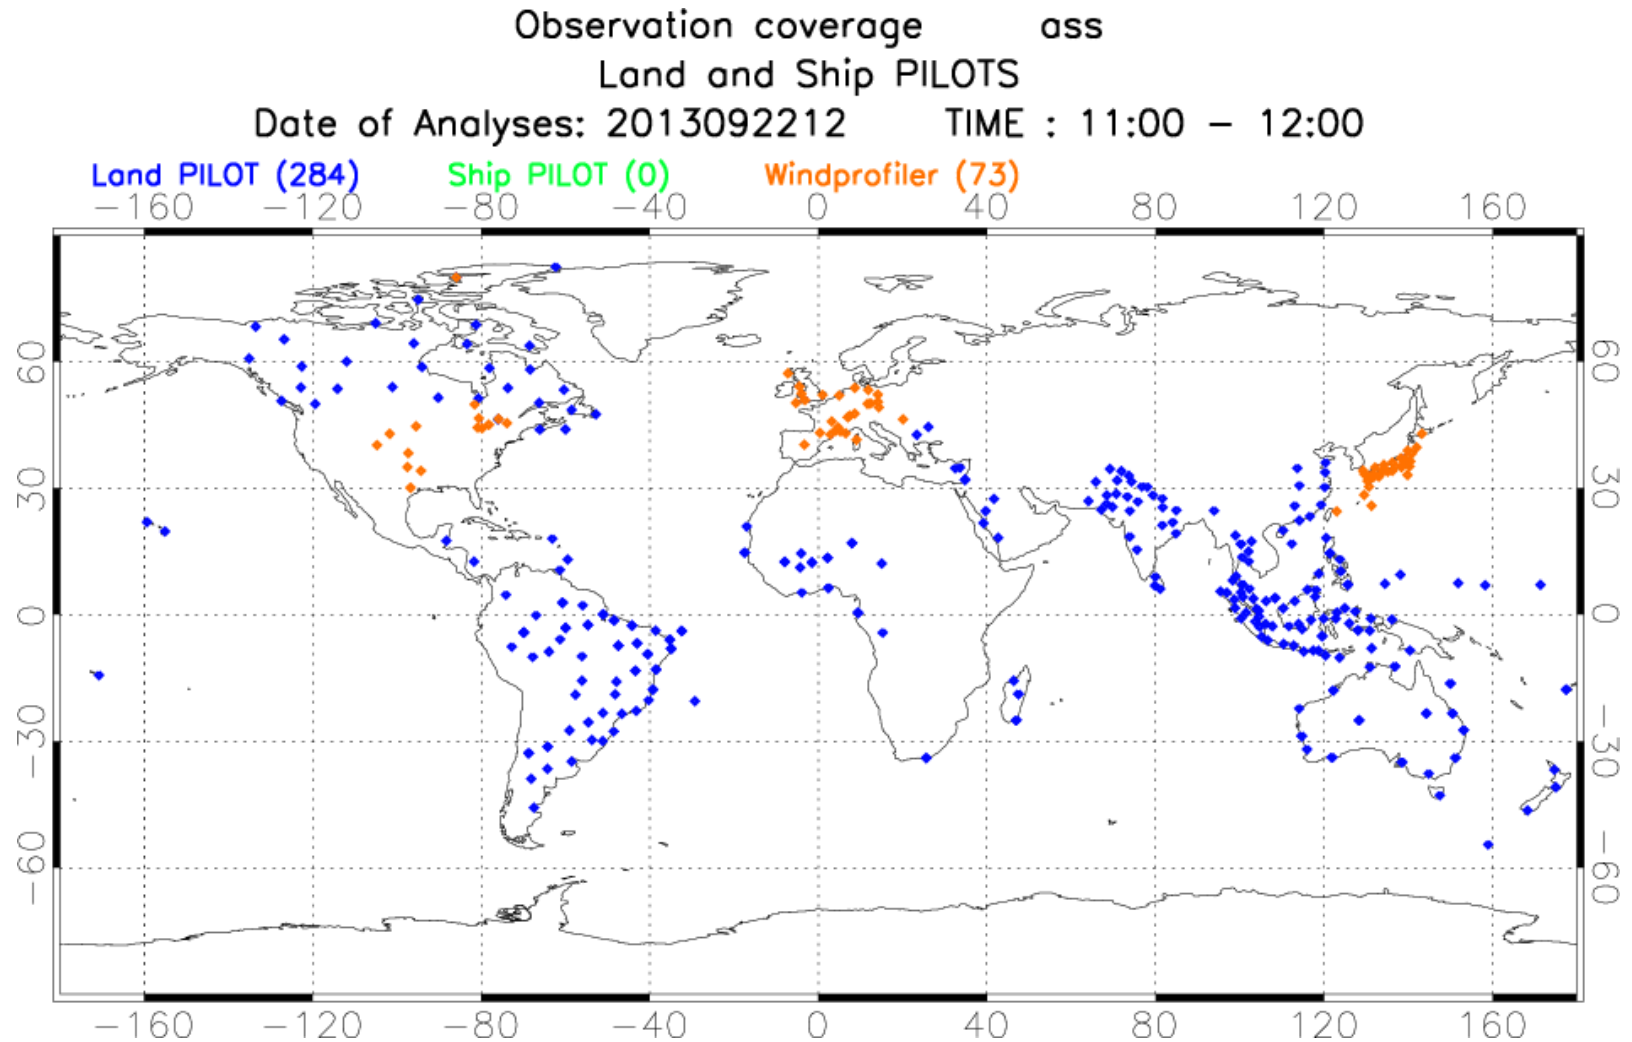 Observation coverage ass
Land and Ship PILOTS
Date of Analyses: 2013092212 TIME : 11:00 − 12:00
Land PILOT (284) Ship PILOT (0) Windprofiler (73)
−160 −120 −80 −40 0 40 80 120 160
60 60
30 30
0 0
−30 −30
−60 −60
−160 −120 −80 −40 0 40 80 120 160